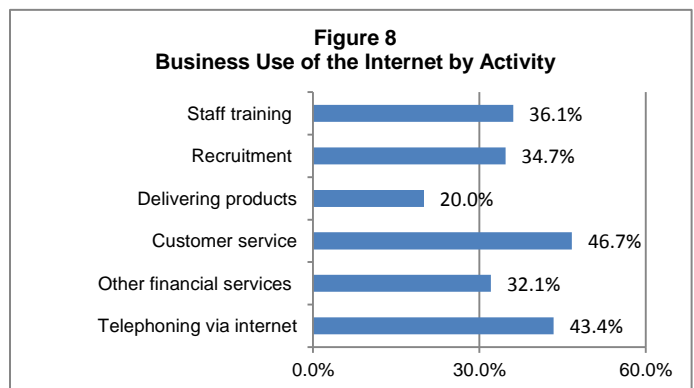 Figure 8
Business Use of the Internet by Activity
Staff training 36.1%
Recruitment 34.7%
Delivering products 20.0%
Customer service 46.7%
Other financial services 32.1%
Telephoning via internet 43.4%
0.0% 30.0% 60.0%